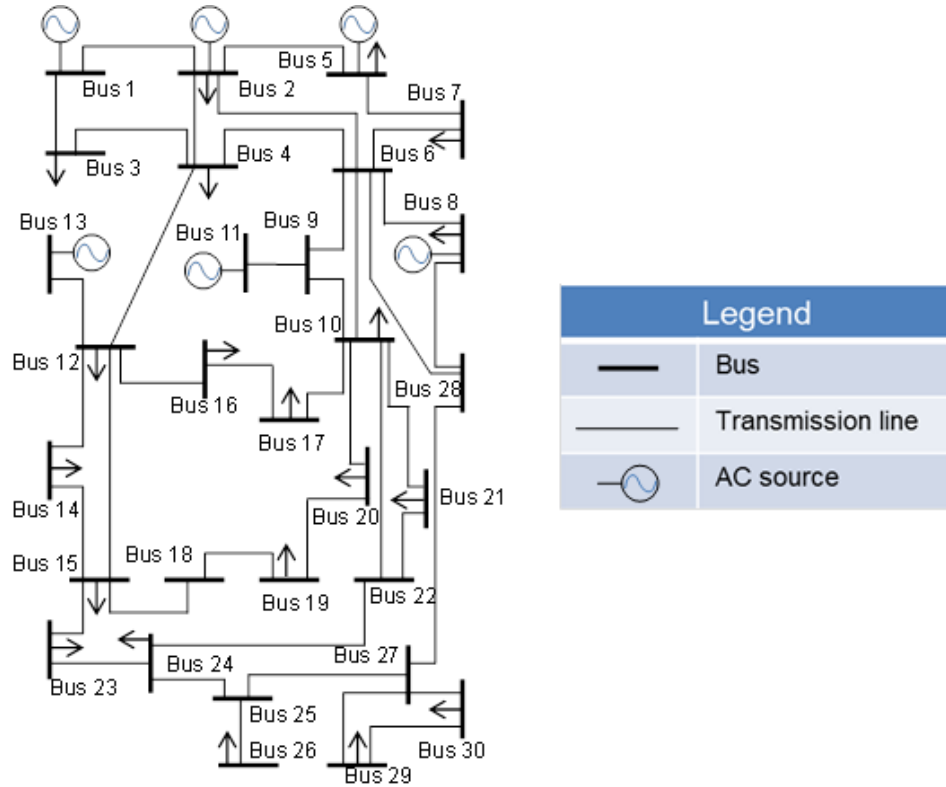 Bus 1
Bus 2
Bus 5
Bus 7
Bus 3
Bus 4
Bus 6
Bus 8
Bus 13
Bus 11
Bus 9
Bus 10
Bus 12
Bus 16
Bus 17
Bus 28
Bus 14
Bus 20
Bus 21
Bus 15
Bus 18
Bus 19
Bus 22
Bus 23
Bus 24
Bus 27
Bus 25
Bus 26
Bus 29
Bus 30
Legend
Bus
Transmission line
AC source